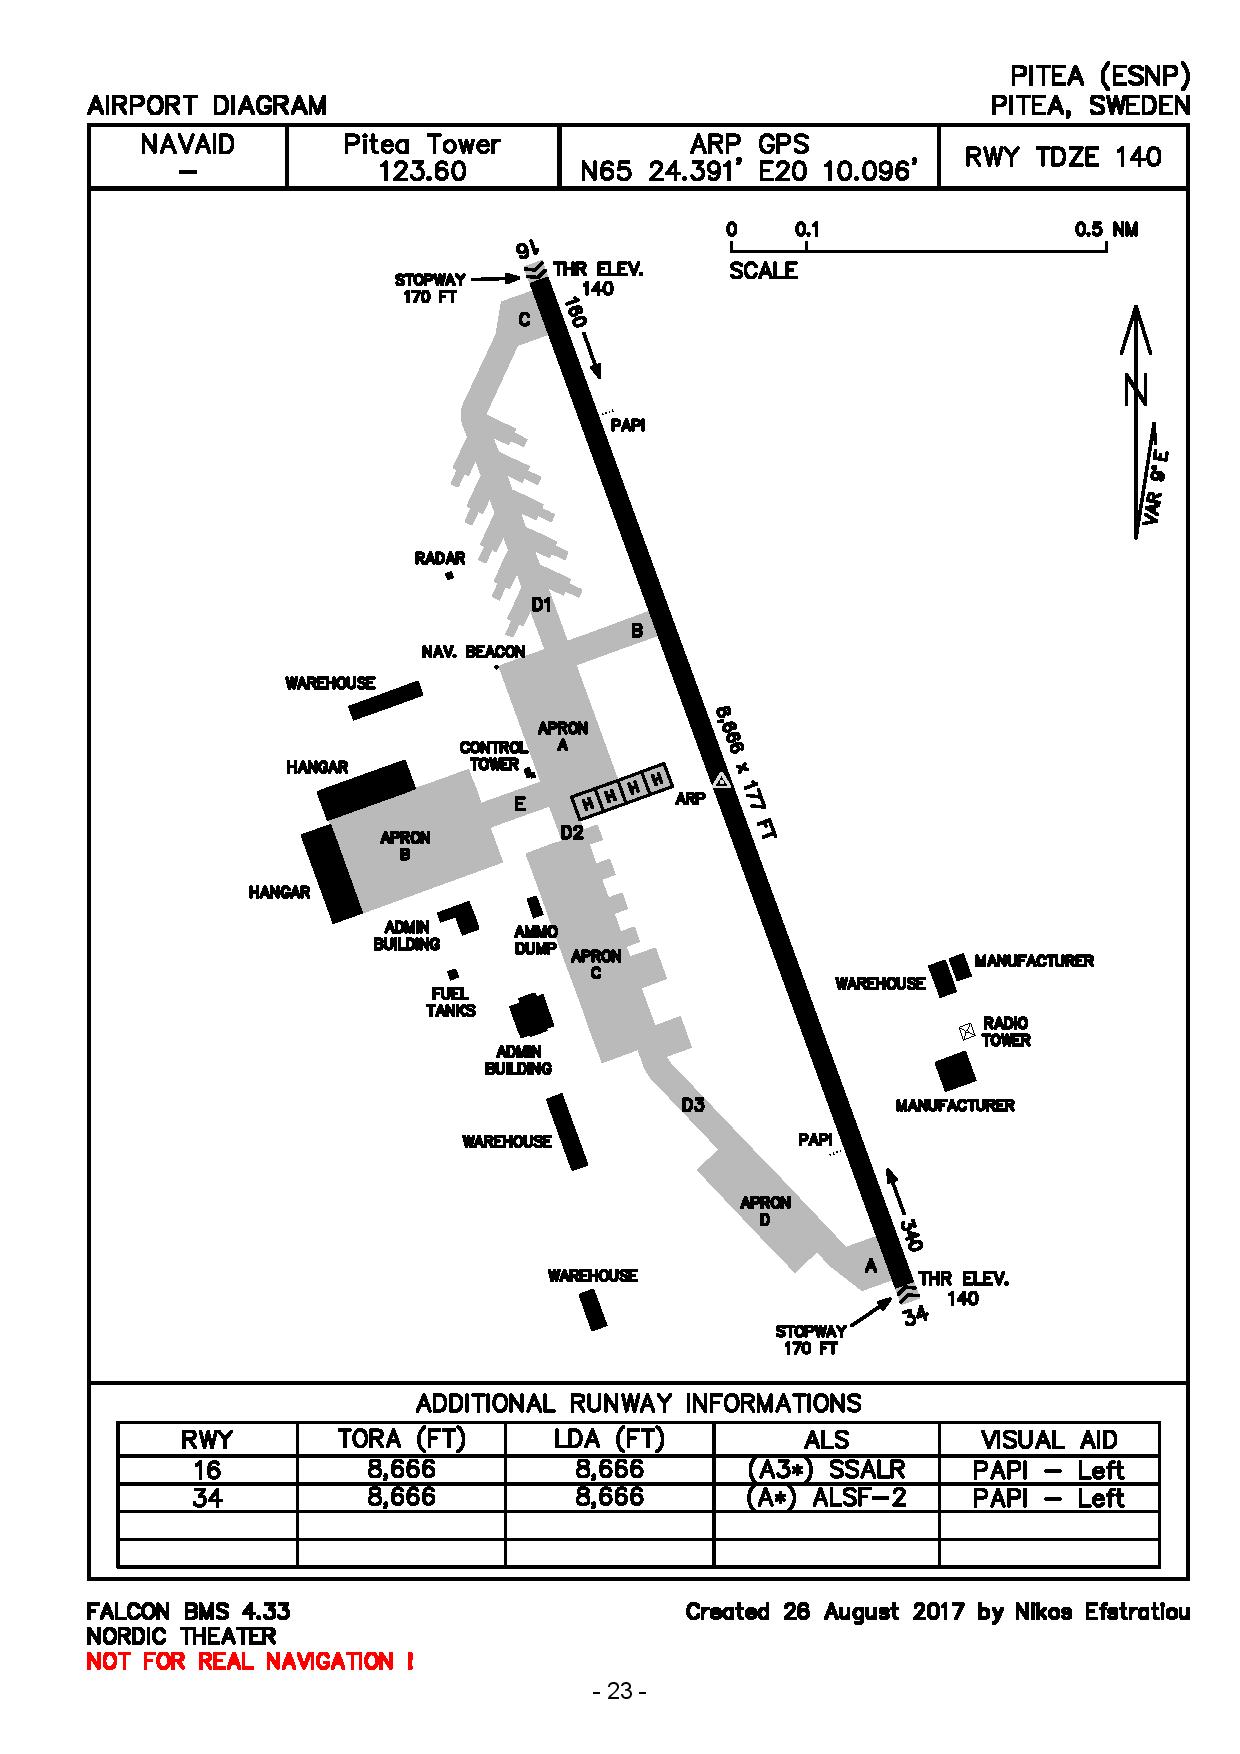 PITEA (ESNP)
AIRPORT DIAGRAM
PITEA, SWEDEN
NAVAID
-
Pitea Tower
123.60
ARP GPS
N65 24.391' E20 10.096'
RWY TDZE 140
0 0.1 0.5 NM
SCALE
16
THR ELEV.
140
STOPWAY
170 FT
C
160
N
VAR 9° E
PAPI
RADAR
D1
B
NAV. BEACON
WAREHOUSE
8,666 x 177 FT
APRON
A
CONTROL
TOWER
HANGAR
H H H H
ARP
E
D2
APRON
B
HANGAR
ADMIN
BUILDING
AMMO
DUMP
APRON
C
MANUFACTURER
WAREHOUSE
FUEL
TANKS
RADIO
TOWER
ADMIN
BUILDING
D3
MANUFACTURER
WAREHOUSE
PAPI
APRON
D
340
A
WAREHOUSE
THR ELEV.
140
34
STOPWAY
170 FT
ADDITIONAL RUNWAY INFORMATIONS
RWY TORA (FT) LDA (FT) ALS VISUAL AID
16 8,666 8,666 (A3*) SSALR PAPI - Left
34 8,666 8,666 (A*) ALSF-2 PAPI - Left
FALCON BMS 4.33
Created 26 August 2017 by Nikos Efstratiou
NORDIC THEATER
NOT FOR REAL NAVIGATION !
- 23 -